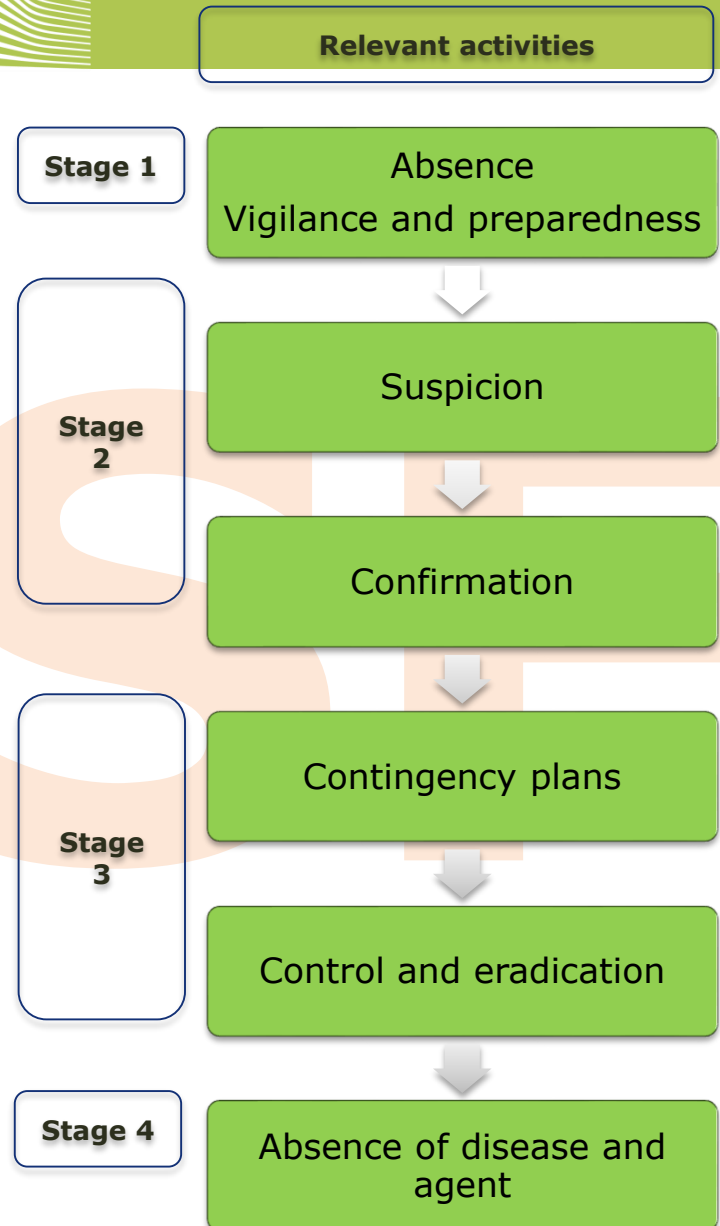 Relevant activities
Stage 1
Absence
Vigilance and preparedness
Stage
2
Suspicion
Confirmation
Stage
3
Contingency plans
Control and eradication
Stage 4
Absence of disease and
agent